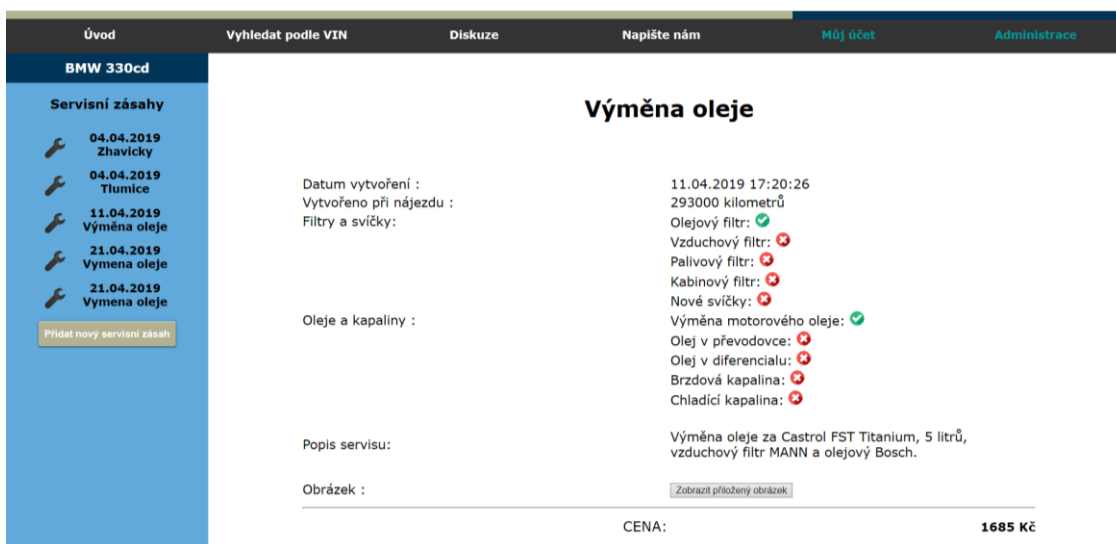 Úvod
Vyhledat podle VIN
Diskuze
Napište nám
Můj účet
Administrace
BMW 330cd
Servisní zásahy
04.04.2019
Zhavicky
04.04.2019
Tlumice
11.04.2019
Výměna oleje
21.04.2019
Vymena oleje
21.04.2019
Vymena oleje
Přidat nový servisní zásah
Výměna oleje
Datum vytvoření : 11.04.2019 17:20:26
Vytvořeno při nájezdu : 293000 kilometrů
Filtry a svíčky: Olejový filtr:
Vzduchový filtr:
Palivový filtr:
Kabinový filtr:
Nové svíčky:
Oleje a kapaliny : Výměna motorového oleje:
Olej v převodovce:
Olej v diferencialu:
Brzdová kapalina:
Chladící kapalina:
Popis servisu: Výměna oleje za Castrol FST Titanium, 5 litrů,
vzduchový filtr MANN a olejový Bosch.
Obrázek : Zobrazit přiložený obrázek
CENA: 1685 Kč